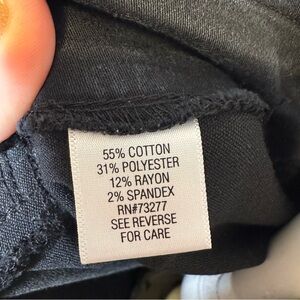 55% COTTON
31% POLYESTER
12% RAYON
2% SPANDEX
RN#73277
SEE REVERSE
FOR CARE